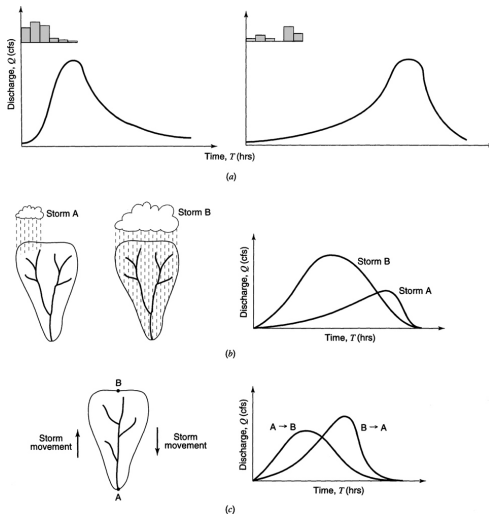 Discharge, Q (cfs)
Time, T (hrs)
(a)
Storm A
Storm B
Discharge, Q (cfs)
Storm B
Storm A
Time, T (hrs)
(b)
B
Storm
movement
Storm
movement
A
Discharge, Q (cfs)
A → B
B → A
Time, T (hrs)
(c)